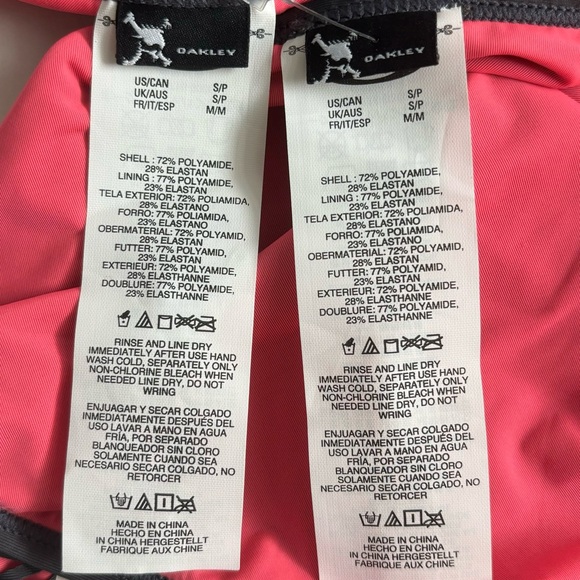 OAKLEY
US/CAN S/P
UK/AUS S/P
FR/IT/ESP M/M
SHELL : 72% POLYAMIDE,
28% ELASTAN
LINING : 77% POLYAMIDE,
23% ELASTAN
TELA EXTERIOR: 72% POLIAMIDA,
28% ELASTANO
FORRO: 77% POLIAMIDA,
23% ELASTANO
OBERMATERIAL: 72% POLYAMID,
28% ELASTAN
FUTTER: 77% POLYAMID,
23% ELASTAN
EXTERIEUR: 72% POLYAMIDE,
28% ELASTHANNE
DOUBLURE: 77% POLYAMIDE,
23% ELASTHANNE
RINSE AND LINE DRY
IMMEDIATELY AFTER USE HAND
WASH COLD, SEPARATELY ONLY
NON-CHLORINE BLEACH WHEN
NEEDED LINE DRY, DO NOT
WRING
ENJUAGAR Y SECAR COLGADO
INMEDIATAMENTE DESPUÉS DEL
USO LAVAR A MANO EN AGUA
FRÍA, POR SEPARADO
BLANQUEADOR SIN CLORO
SOLAMENTE CUANDO SEA
NECESARIO SECAR COLGADO, NO
RETORCER
MADE IN CHINA
HECHO EN CHINA
IN CHINA HERGESTELLT
FABRIQUE AUX CHINE
OAKLEY
US/CAN S/P
UK/AUS S/P
FR/IT/ESP M/M
SHELL : 72% POLYAMIDE,
28% ELASTAN
LINING : 77% POLYAMIDE,
23% ELASTAN
TELA EXTERIOR: 72% POLIAMIDA,
28% ELASTANO
FORRO: 77% POLIAMIDA,
23% ELASTANO
OBERMATERIAL: 72% POLYAMID,
28% ELASTAN
FUTTER: 77% POLYAMID,
23% ELASTAN
EXTERIEUR: 72% POLYAMIDE,
28% ELASTHANNE
DOUBLURE: 77% POLYAMIDE,
23% ELASTHANNE
RINSE AND LINE DRY
IMMEDIATELY AFTER USE HAND
WASH COLD, SEPARATELY ONLY
NON-CHLORINE BLEACH WHEN
NEEDED LINE DRY, DO NOT
WRING
ENJUAGAR Y SECAR COLGADO
INMEDIATAMENTE DESPUÉS DEL
USO LAVAR A MANO EN AGUA
FRÍA, POR SEPARADO
BLANQUEADOR SIN CLORO
SOLAMENTE CUANDO SEA
NECESARIO SECAR COLGADO, NO
RETORCER
MADE IN CHINA
HECHO EN CHINA
IN CHINA HERGESTELLT
FABRIQUE AUX CHINE